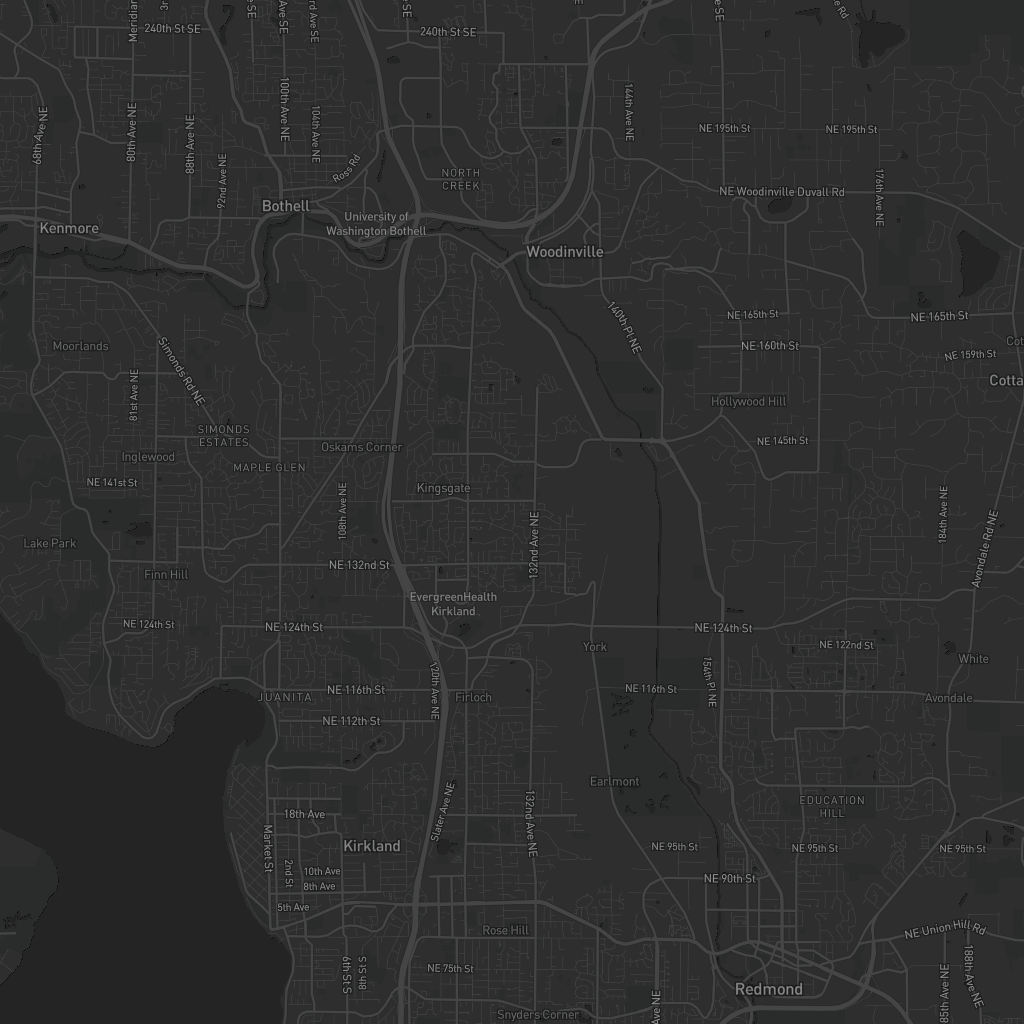 240th St SE
240th St SE
Meridian
100th Ave NE
104th Ave NE
144th Ave NE
68th Ave NE
80th Ave NE
88th Ave NE
92nd Ave NE
Ross Rd
NE 195th St
NE 195th St
NORTH
CREEK
176th Ave NE
NE Woodinville Duvall Rd
Bothell
University of
Washington Bothell
Kenmore
Woodinville
NE 165th St
NE 165th St
140th Pl NE
Moorlands
Simonds Rd NE
NE 160th St
NE 159th St
81st Ave NE
Hollywood Hill
SIMONDS
ESTATES
Oskams Corner
NE 145th St
Inglewood
MAPLE GLEN
NE 141st St
Kingsgate
108th Ave NE
184th Ave NE
132nd Ave NE
Avondale Rd NE
Lake Park
NE 132nd St
Finn Hill
EvergreenHealth
Kirkland
NE 124th St
NE 124th St
NE 124th St
York
NE 122nd St
White
154th Pl NE
120th Ave NE
NE 116th St
NE 116th St
JUANITA
Firloch
Avondale
NE 112th St
Earlmont
Slater Ave NE
132nd Ave NE
EDUCATION
HILL
18th Ave
Market St
Kirkland
NE 95th St
NE 95th St
NE 95th St
2nd St
10th Ave
8th Ave
NE 90th St
5th Ave
Rose Hill
NE Union Hill Rd
6th St S
8th St S
NE 75th St
188th Ave NE
Redmond
Snyders Corner